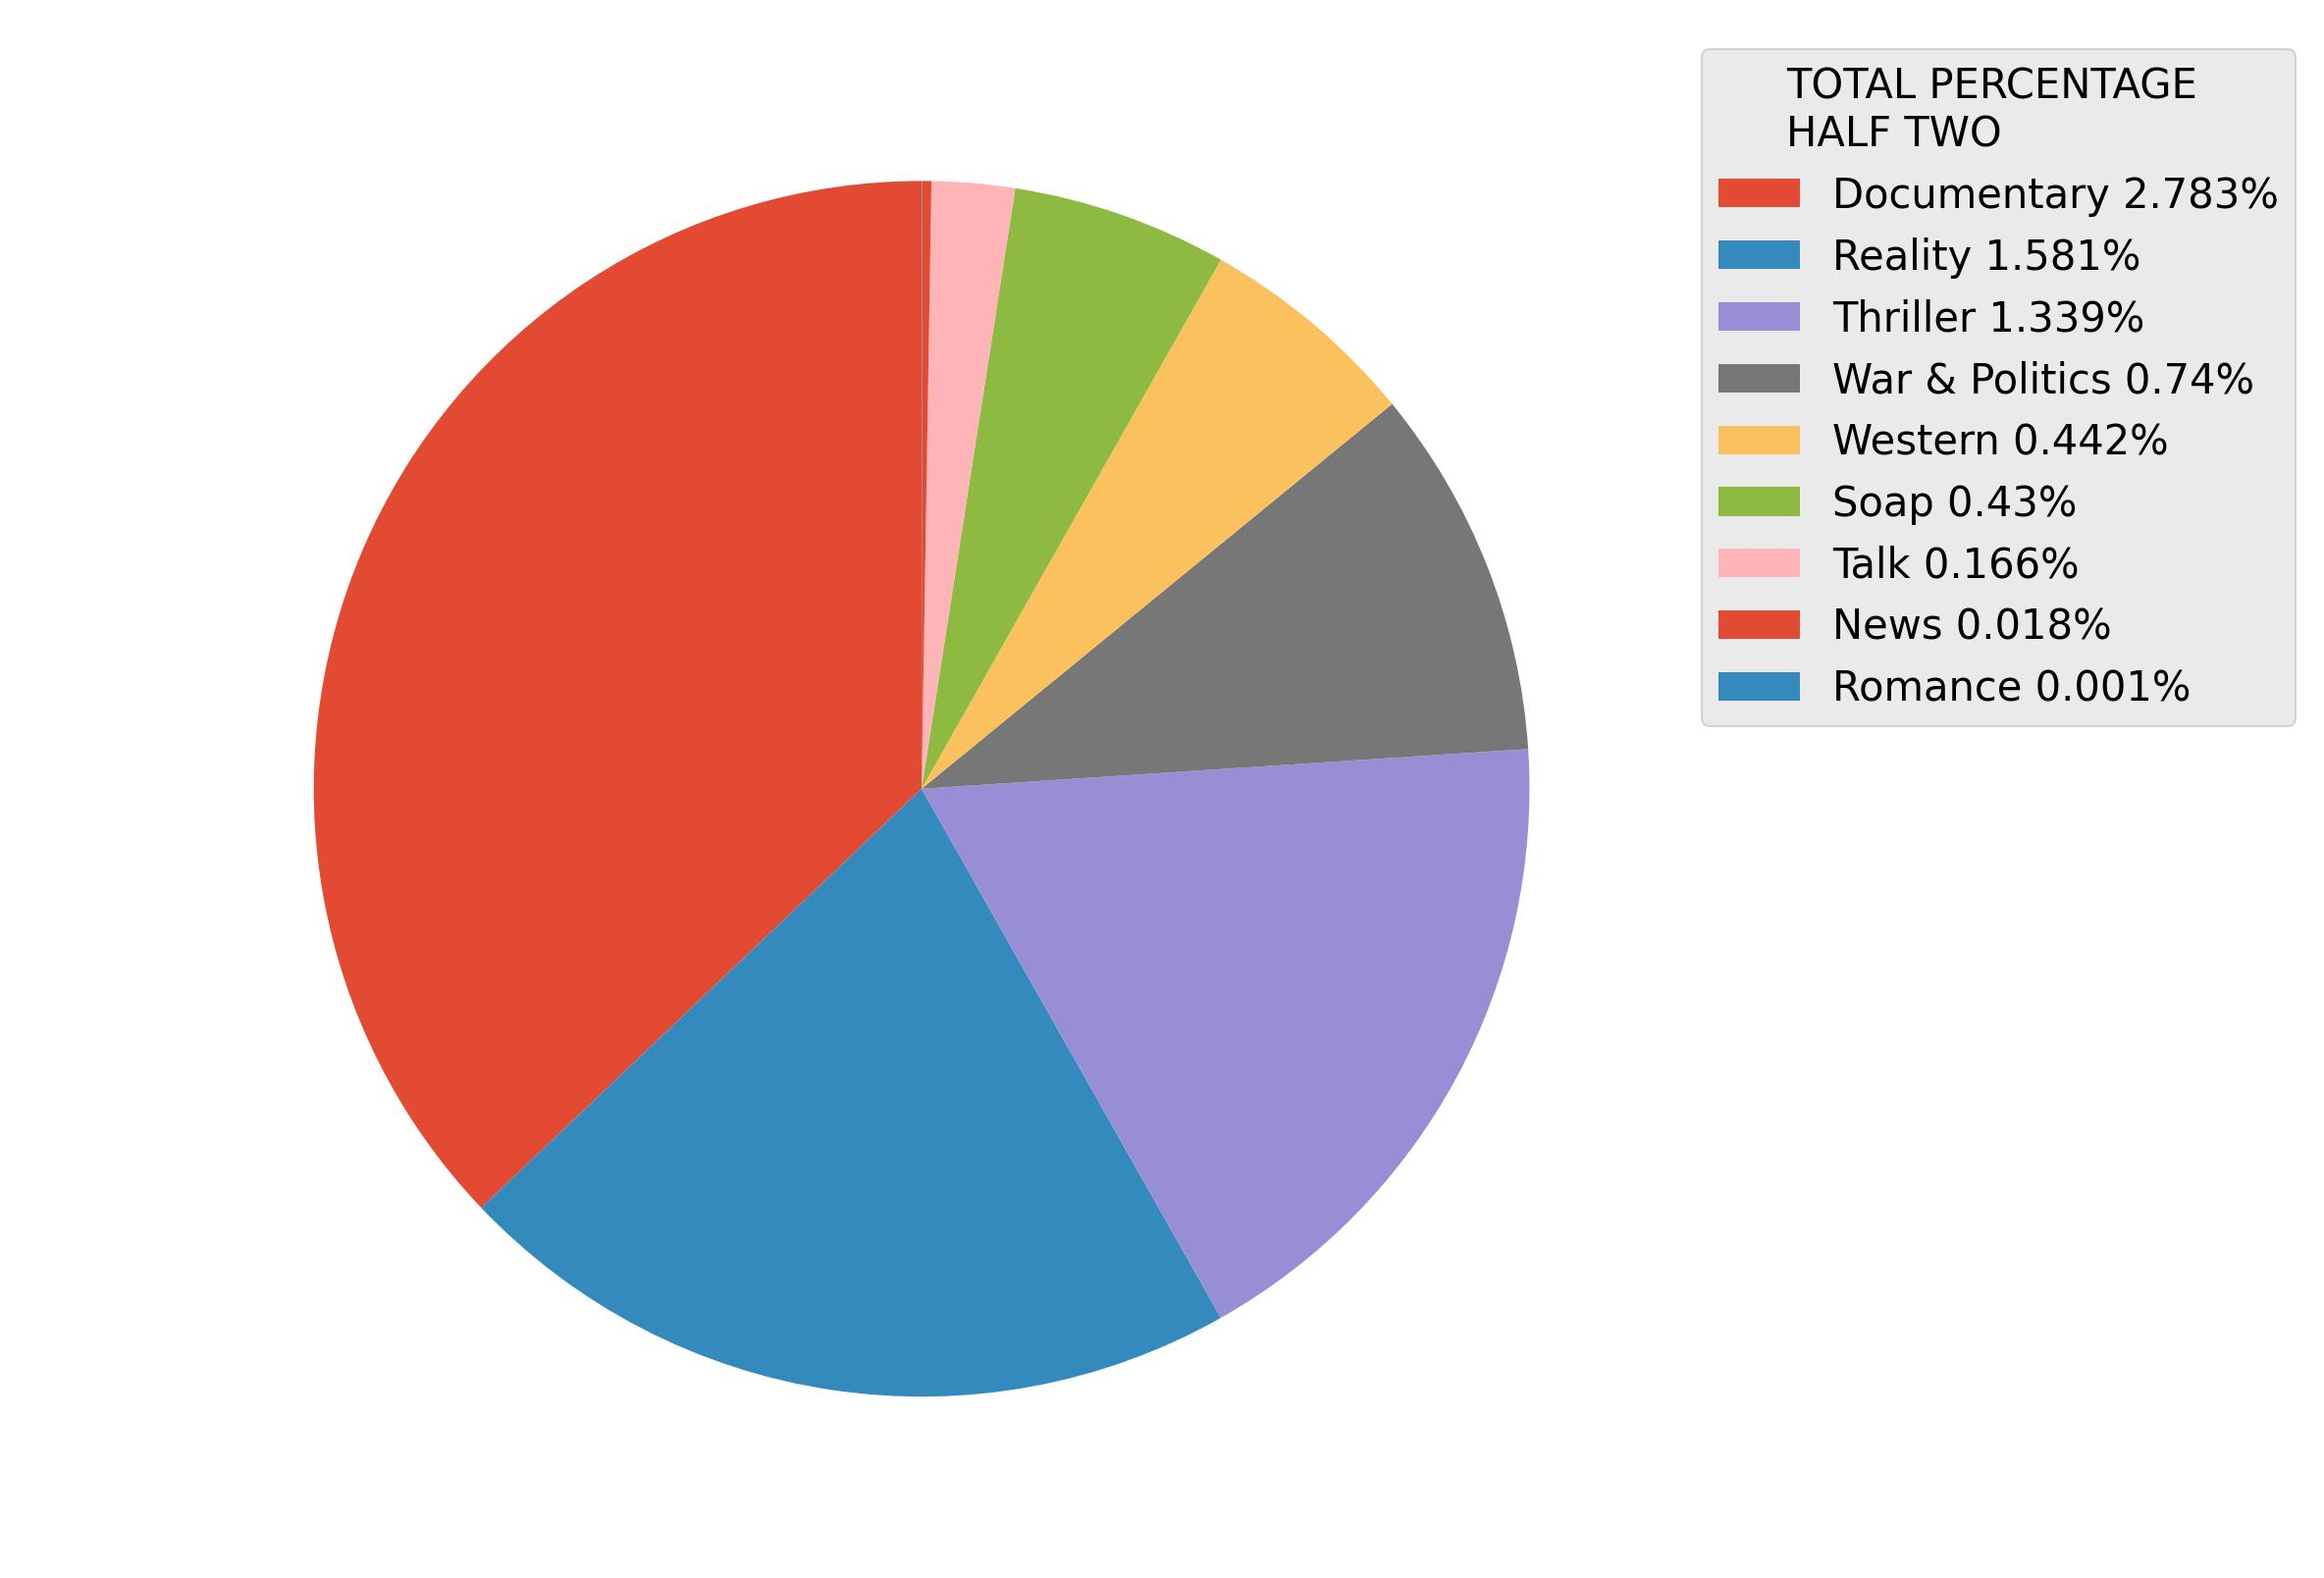 TOTAL PERCENTAGE
HALF TWO
Documentary 2.783%
Reality 1.581%
Thriller 1.339%
War & Politics 0.74%
Western 0.442%
Soap 0.43%
Talk 0.166%
News 0.018%
Romance 0.001%